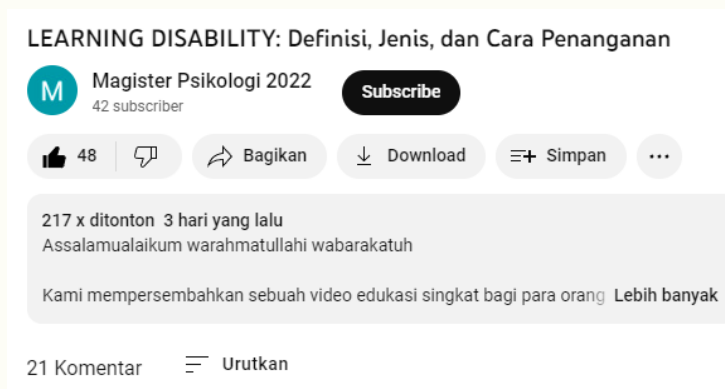 LEARNING DISABILITY: Definisi, Jenis, dan Cara Penanganan
M
Magister Psikologi 2022
42 subscriber
Subscribe
48
Bagikan
Download
Simpan
217 x ditonton 3 hari yang lalu
Assalamualaikum warahmatullahi wabarakatuh
Kami mempersembahkan sebuah video edukasi singkat bagi para orang Lebih banyak
21 Komentar
Urutkan